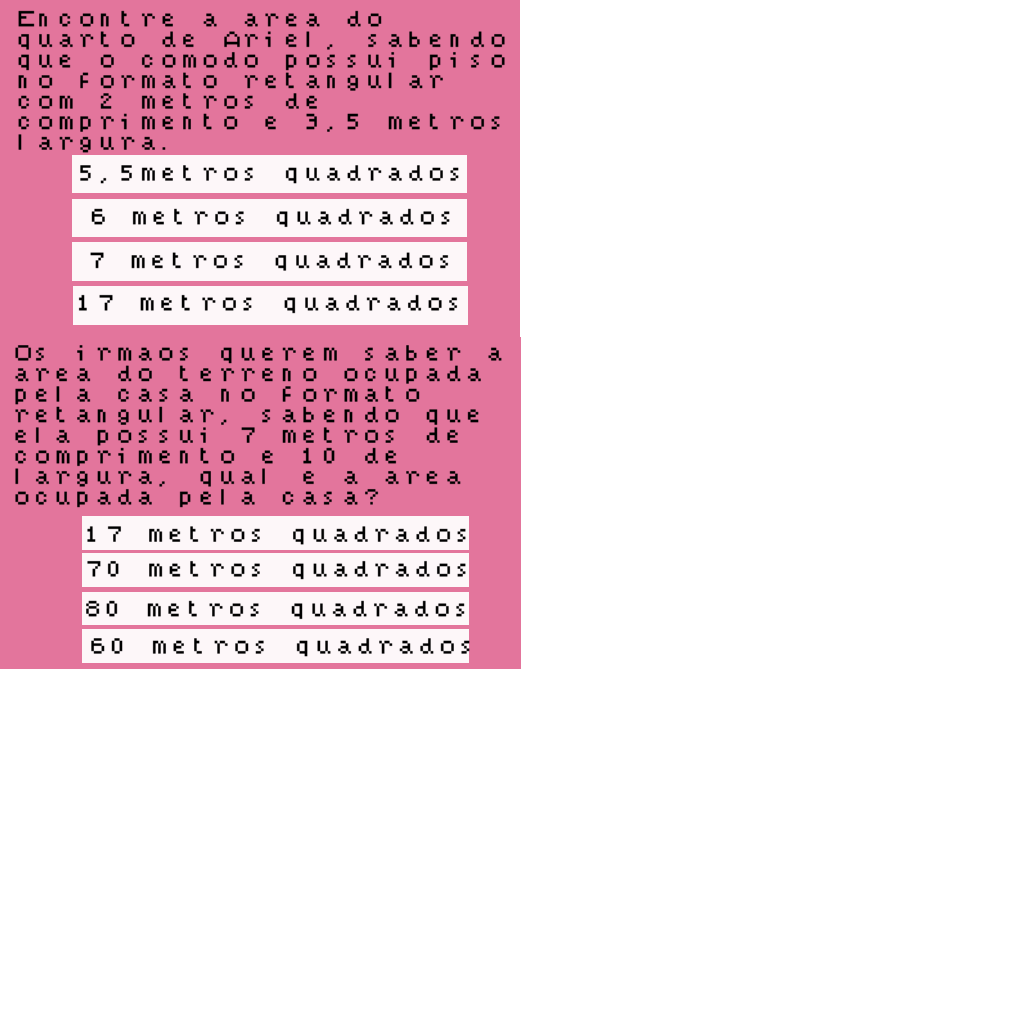 Encontre a area do
quarto de Ariel, sabendo
que o comodo possui piso
no formato retangular
com 2 metros de
comprimento e 3,5 metros
largura.
5,5metros quadrados
6 metros quadrados
7 metros quadrados
17 metros quadrados
Os irmaos querem saber a
area do terreno ocupada
pela casa no formato
retangular, sabendo que
ela possui 7 metros de
comprimento e 10 de
largura, qual e a area
ocupada pela casa?
17 metros quadrados
70 metros quadrados
80 metros quadrados
60 metros quadrados